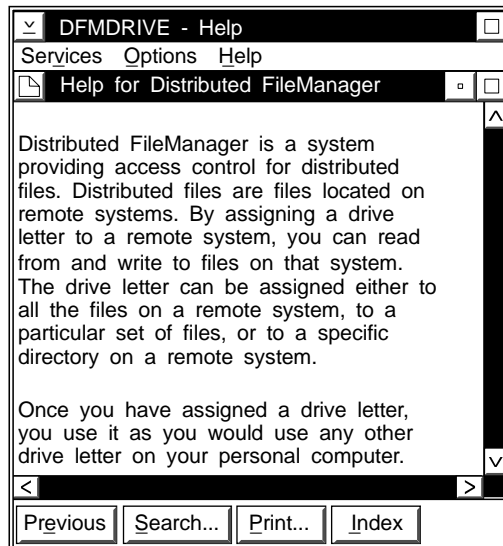 DFMDRIVE - Help
Services Options Help
Help for Distributed FileManager
Distributed FileManager is a system
providing access control for distributed
files. Distributed files are files located on
remote systems. By assigning a drive
letter to a remote system, you can read
from and write to files on that system.
The drive letter can be assigned either to
all the files on a remote system, to a
particular set of files, or to a specific
directory on a remote system.
Once you have assigned a drive letter,
you use it as you would use any other
drive letter on your personal computer.
Previous Search... Print... Index